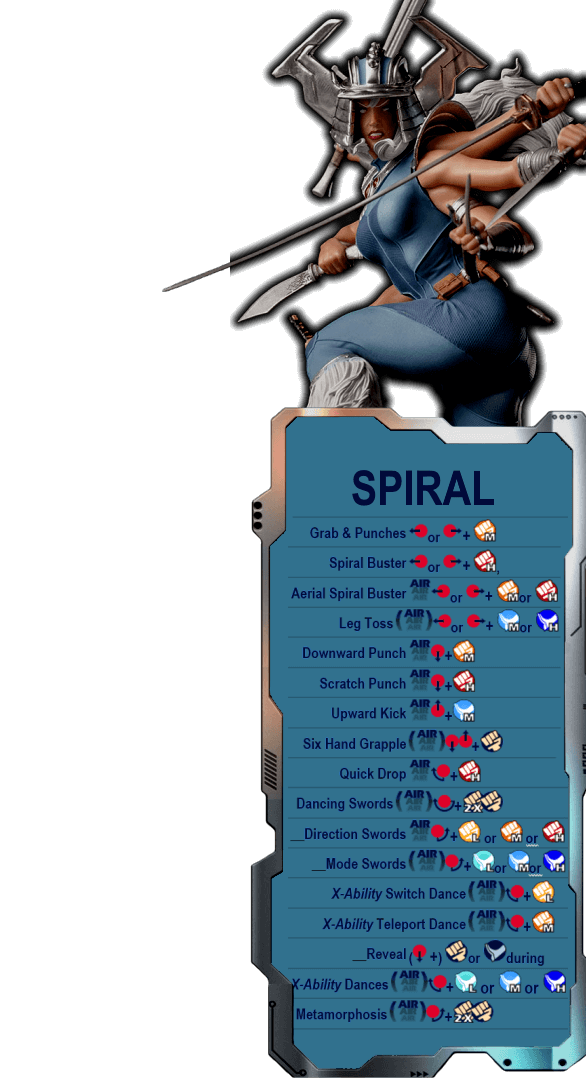 SPIRAL
Grab & Punches or + M
Spiral Buster or + H,
Aerial Spiral Buster AIR or + M or H
Leg Toss (AIR) or + M or H
Downward Punch AIR + M
Scratch Punch AIR + H
Upward Kick AIR + M
Six Hand Grapple (AIR) +
Quick Drop AIR + H
Dancing Swords (AIR) + 2-X
__Direction Swords AIR + L or M or H
__Mode Swords (AIR) + L or M or H
X-Ability Switch Dance (AIR) + L
X-Ability Teleport Dance (AIR) + M
__Reveal ( +) or during
X-Ability Dances (AIR) + L or M or H
Metamorphosis (AIR) + 2-X